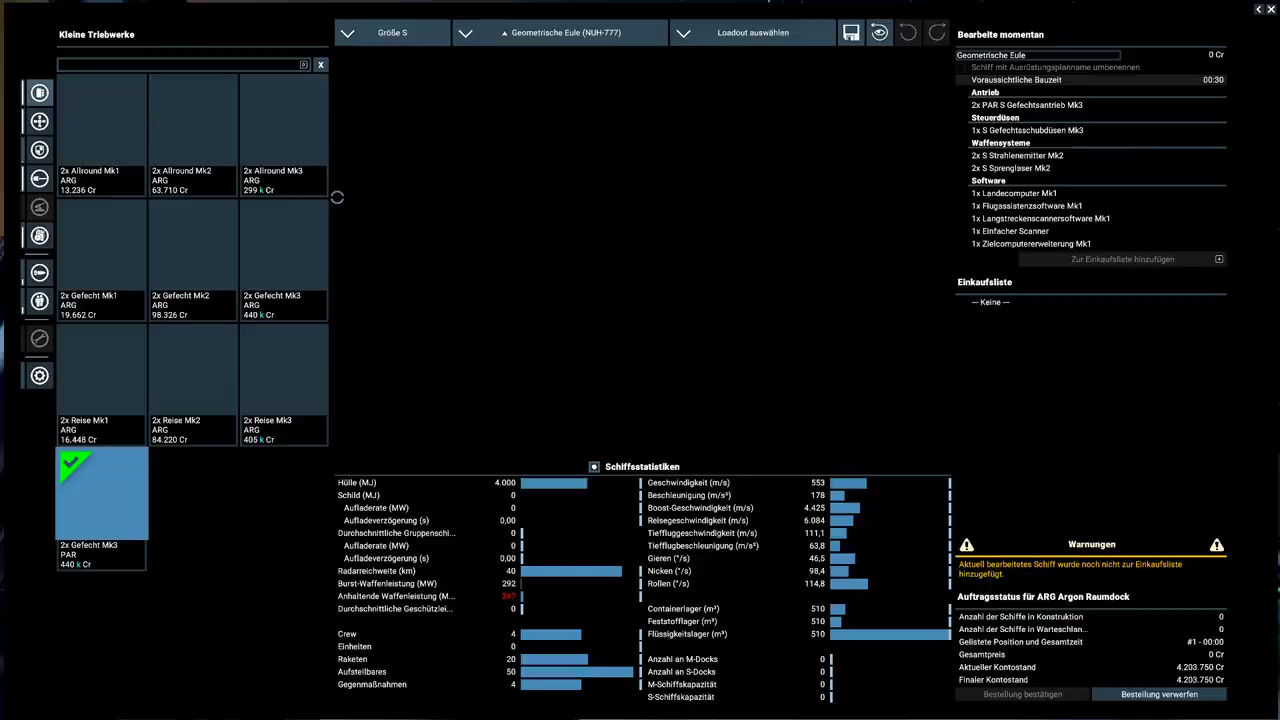 Kleine Triebwerke
x
2x Allround Mk1
ARG
13.236 Cr
2x Allround Mk2
ARG
63.710 Cr
2x Allround Mk3
ARG
299 k Cr
2x Gefecht Mk1
ARG
19.662 Cr
2x Gefecht Mk2
ARG
98.326 Cr
2x Gefecht Mk3
ARG
440 k Cr
2x Reise Mk1
ARG
16.448 Cr
2x Reise Mk2
ARG
84.220 Cr
2x Reise Mk3
ARG
405 k Cr
2x Gefecht Mk3
PAR
440 k Cr
Größe S
Geometrische Eule (NUH-777)
Loadout auswählen
Schiffsstatistiken
Hülle (MJ) 4.000
Schild (MJ) 0
Aufladerate (MW) 0
Aufladeverzögerung (s) 0,00
Durchschnittliche Gruppenschi... 0
Aufladerate (MW) 0
Aufladeverzögerung (s) 0,00
Radarreichweite (km) 40
Burst-Waffenleistung (MW) 292
Anhaltende Waffenleistung (M... 247
Durchschnittliche Geschützlei... 0
Crew 4
Einheiten 0
Raketen 20
Aufstellbares 50
Gegenmaßnahmen 4
Geschwindigkeit (m/s) 553
Beschleunigung (m/s²) 178
Boost-Geschwindigkeit (m/s) 4.425
Reisegeschwindigkeit (m/s) 6.084
Tieffluggeschwindigkeit (m/s) 111,1
Tiefflugbeschleunigung (m/s²) 63,8
Gieren (°/s) 46,5
Nicken (°/s) 98,4
Rollen (°/s) 114,8
Containerlager (m³) 510
Feststofflager (m³) 510
Flüssigkeitslager (m³) 510
Anzahl an M-Docks 0
Anzahl an S-Docks 0
M-Schiffskapazität 0
S-Schiffskapazität 0
Bearbeite momentan
Geometrische Eule 0 Cr
Schiff mit Ausrüstungsplanname umbenennen
Voraussichtliche Bauzeit 00:30
Antrieb
2x PAR S Gefechtsantrieb Mk3
Steuerdüsen
1x S Gefechtsschubdüsen Mk3
Waffensysteme
2x S Strahlenemitter Mk2
2x S Sprenglaser Mk2
Software
1x Landecomputer Mk1
1x Flugassistenzsoftware Mk1
1x Langstreckenscannersoftware Mk1
1x Einfacher Scanner
1x Zielcomputererweiterung Mk1
Zur Einkaufsliste hinzufügen
Einkaufsliste
— Keine —
Warnungen
Aktuell bearbeitetes Schiff wurde noch nicht zur Einkaufsliste
hinzugefügt.
Auftragsstatus für ARG Argon Raumdock
Anzahl der Schiffe in Konstruktion 0
Anzahl der Schiffe in Warteschlan... 0
Gelistete Position und Gesamtzeit #1 - 00:00
Gesamtpreis 0 Cr
Aktueller Kontostand 4.203.750 Cr
Finaler Kontostand 4.203.750 Cr
Bestellung bestätigen
Bestellung verwerfen